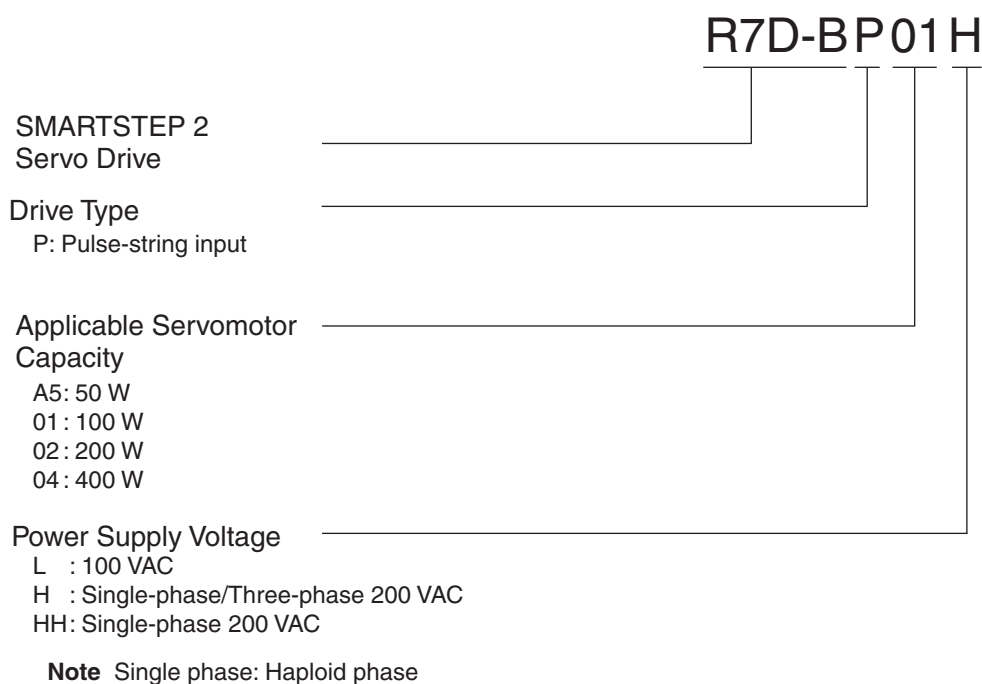 R7D-BP01H
SMARTSTEP 2
Servo Drive
Drive Type
P: Pulse-string input
Applicable Servomotor
Capacity
A5: 50 W
01: 100 W
02: 200 W
04: 400 W
Power Supply Voltage
L : 100 VAC
H : Single-phase/Three-phase 200 VAC
HH: Single-phase 200 VAC
Note Single phase: Haploid phase